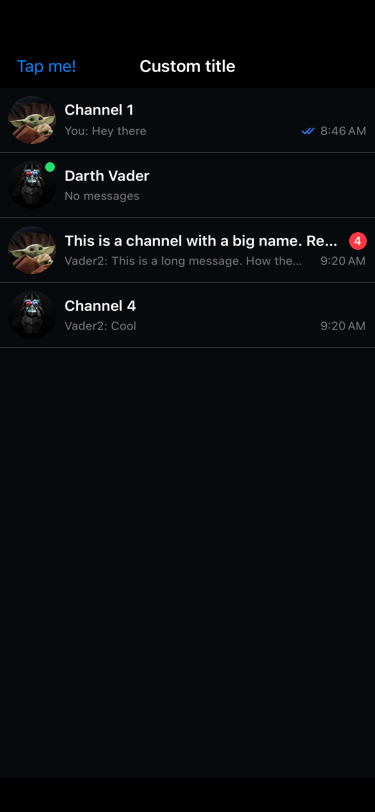 Tap me!
Custom title
Channel 1
You: Hey there
8:46 AM
Darth Vader
No messages
This is a channel with a big name. Re...
4
Vader2: This is a long message. How the...
9:20 AM
Channel 4
Vader2: Cool
9:20 AM